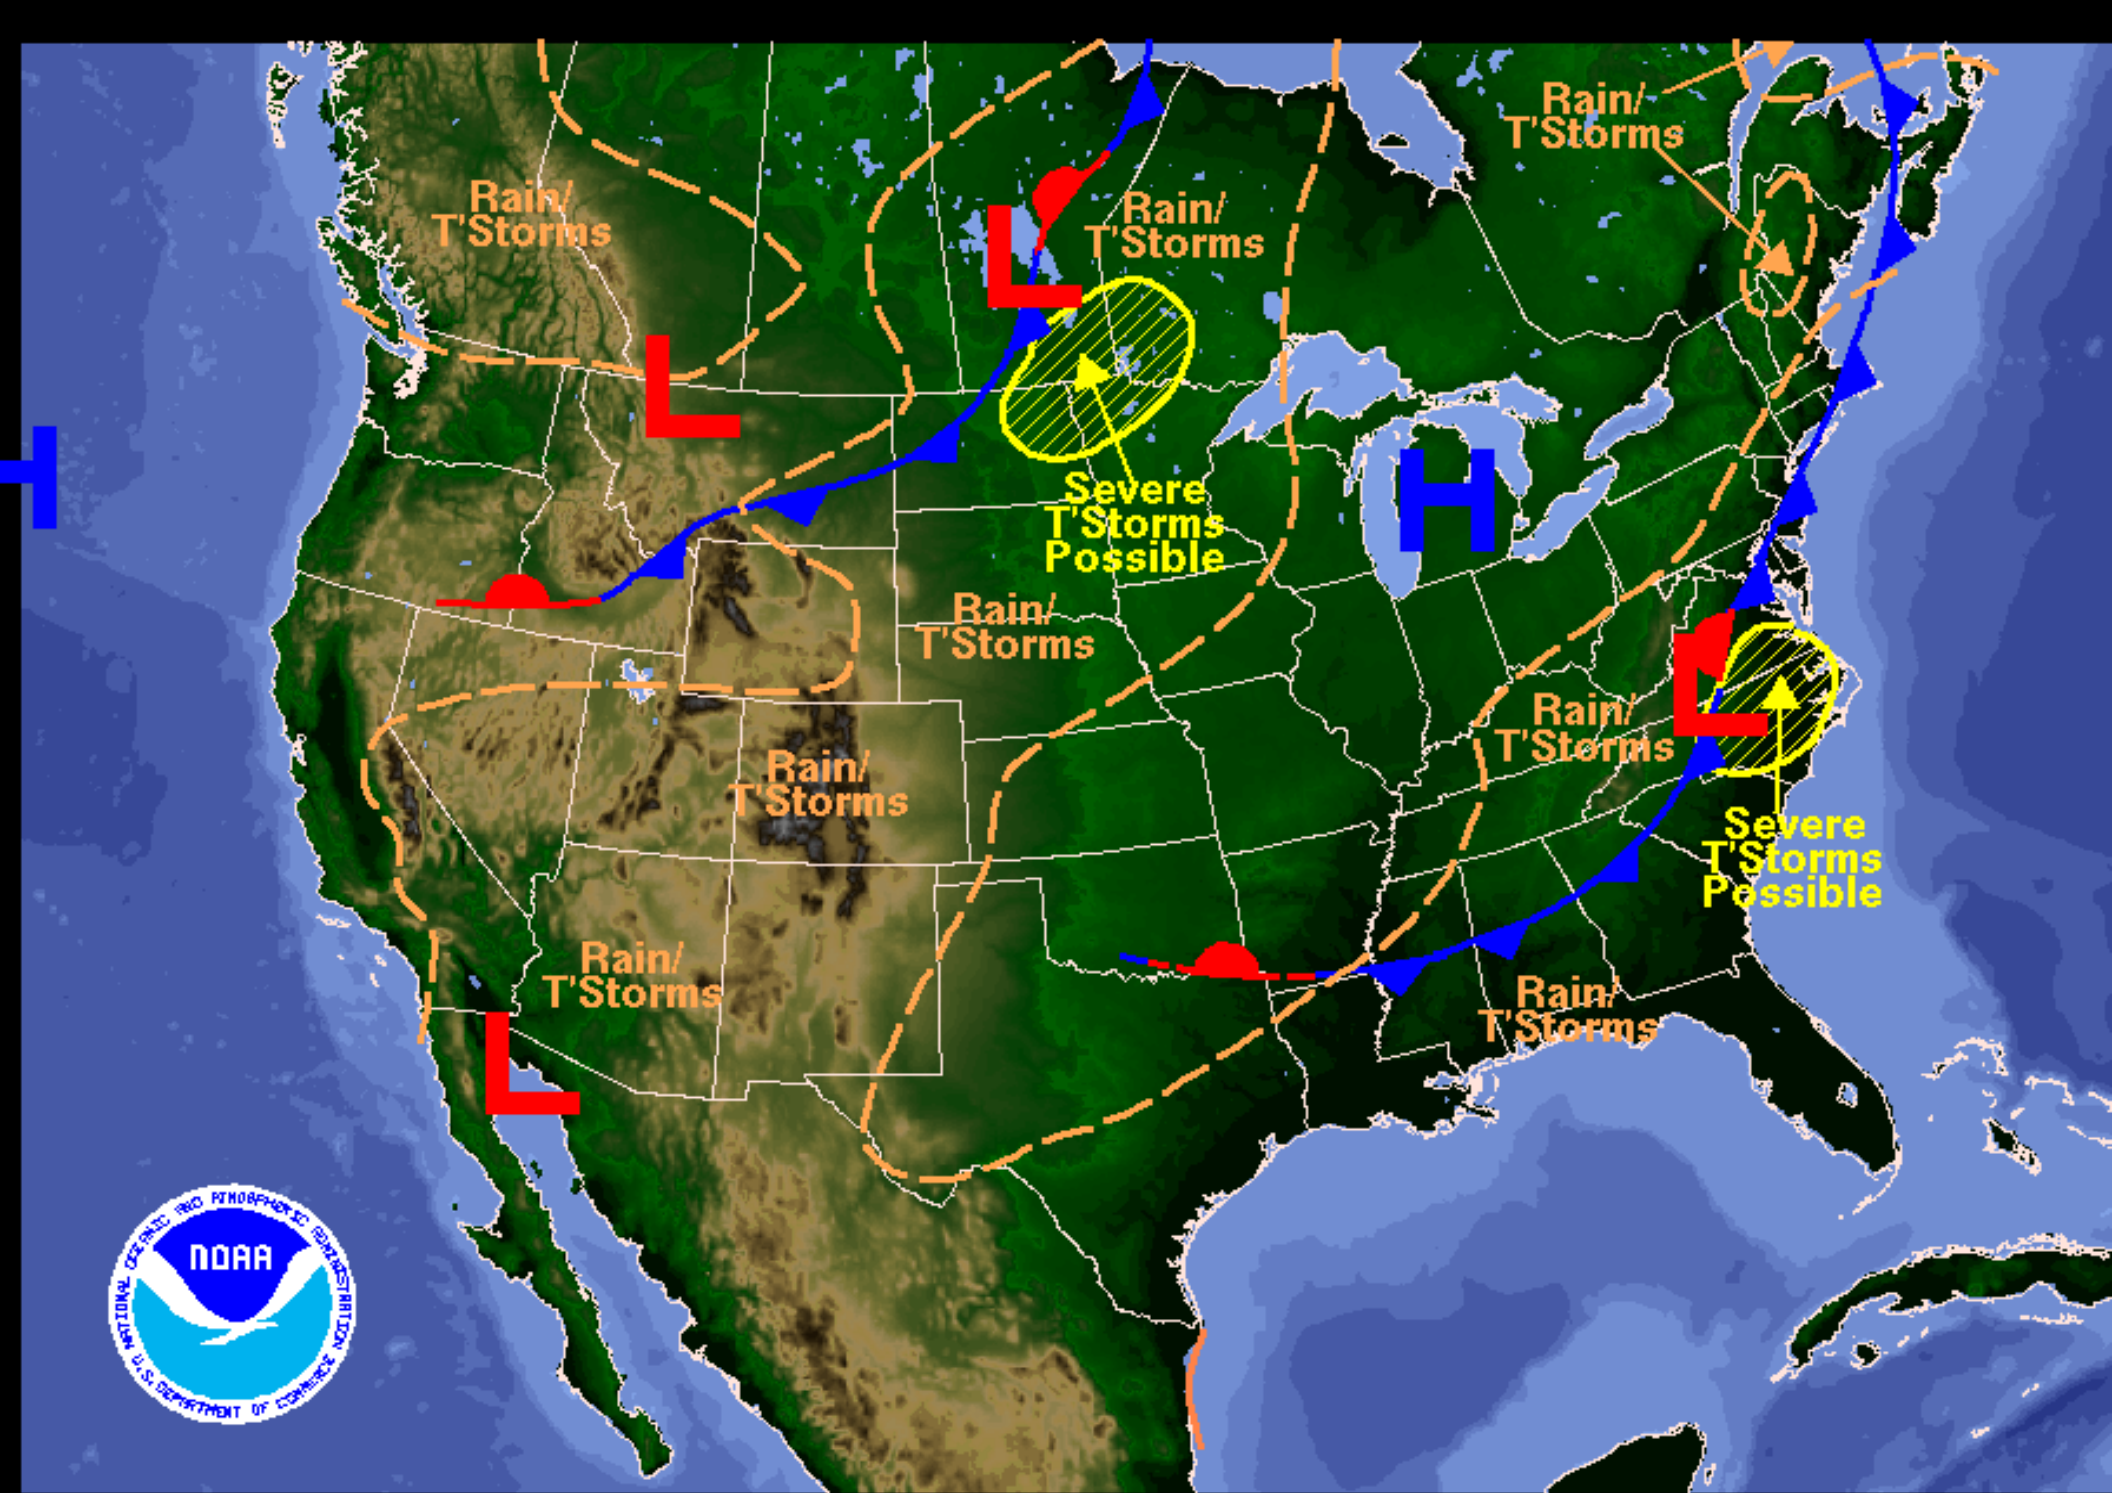 Rain/
T'Storms
Rain/
T'Storms
L
Rain/
T'Storms
L
H
H
Severe
T'Storms
Possible
Rain/
T'Storms
L
Rain/
T'Storms
Rain/
T'Storms
Severe
T'Storms
Possible
Rain/
T'Storms
Rain/
T'Storms
L
NATIONAL OCEANIC AND ATMOSPHERIC ADMINISTRATION
NOAA
U.S. DEPARTMENT OF COMMERCE